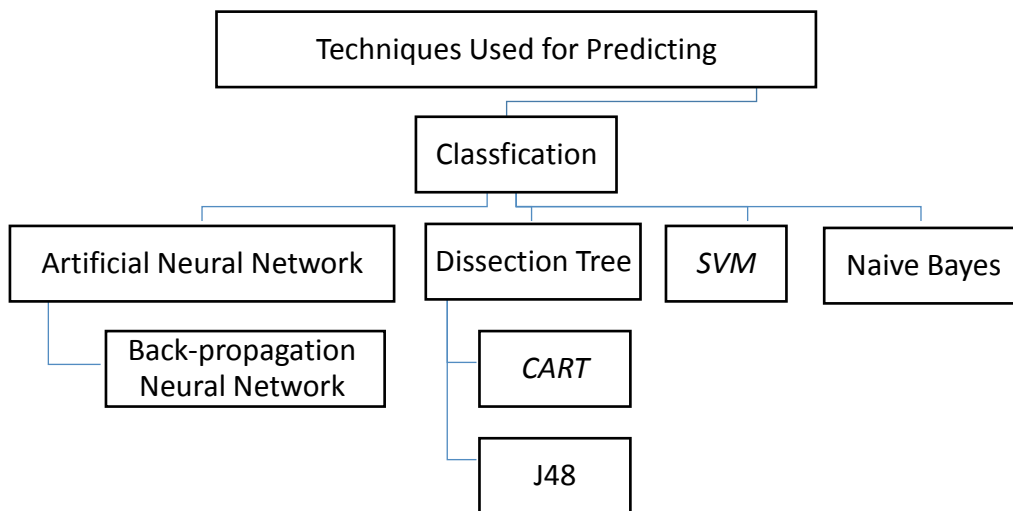 Techniques Used for Predicting
Classfication
Artificial Neural Network
Dissection Tree
SVM
Naive Bayes
Back-propagation
Neural Network
CART
J48